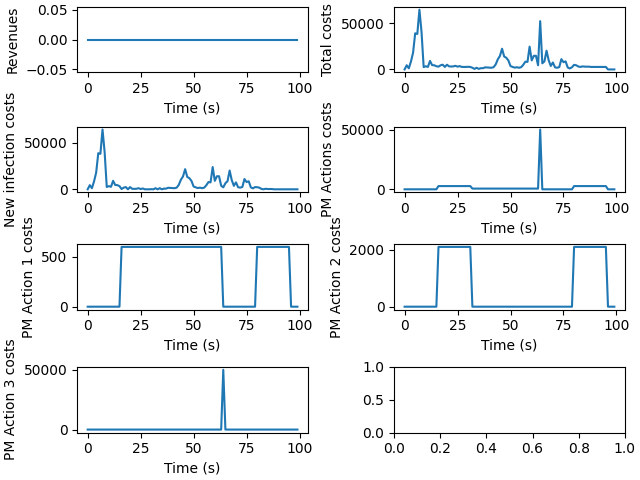 Revenues
0.05
0.00
−0.05
0 25 50 75 100
Time (s)
Total costs
50000
0
0 25 50 75 100
Time (s)
New infection costs
50000
0
0 25 50 75 100
Time (s)
PM Actions costs
50000
0
0 25 50 75 100
Time (s)
PM Action 1 costs
500
0
0 25 50 75 100
Time (s)
PM Action 2 costs
2000
0
0 25 50 75 100
Time (s)
PM Action 3 costs
50000
0
0 25 50 75 100
Time (s)
1.0
0.5
0.0
0.0 0.2 0.4 0.6 0.8 1.0